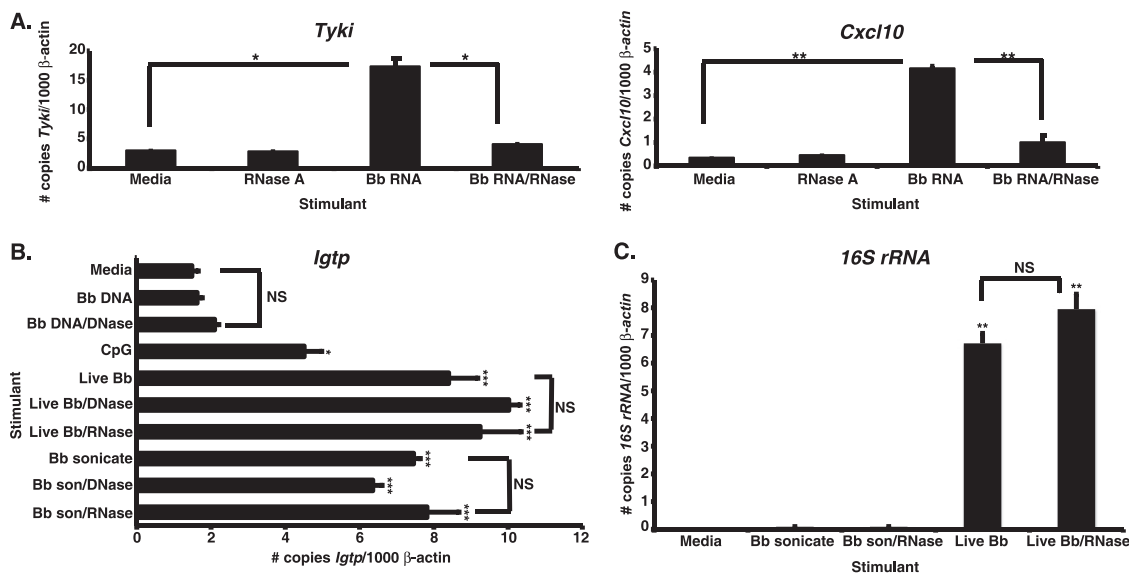 A.
Tyki
# copies Tyki/1000 β-actin
20
15
10
5
0
*
*
Media
RNase A
Bb RNA
Bb RNA/RNase
Stimulant
Cxcl10
# copies Cxcl10/1000 β-actin
5
4
3
2
1
0
**
**
Media
RNase A
Bb RNA
Bb RNA/RNase
Stimulant
B.
Igtp
Stimulant
Media
Bb DNA
Bb DNA/DNase
CpG
Live Bb
Live Bb/DNase
Live Bb/RNase
Bb sonicate
Bb son/DNase
Bb son/RNase
NS
*
***
***
***
NS
***
***
***
NS
0
2
4
6
8
10
12
# copies Igtp/1000 β-actin
C.
16S rRNA
# copies 16S rRNA/1000 β-actin
9
8
7
6
5
4
3
2
1
0
NS
**
**
Media
Bb sonicate
Bb son/RNase
Live Bb
Live Bb/RNase
Stimulant